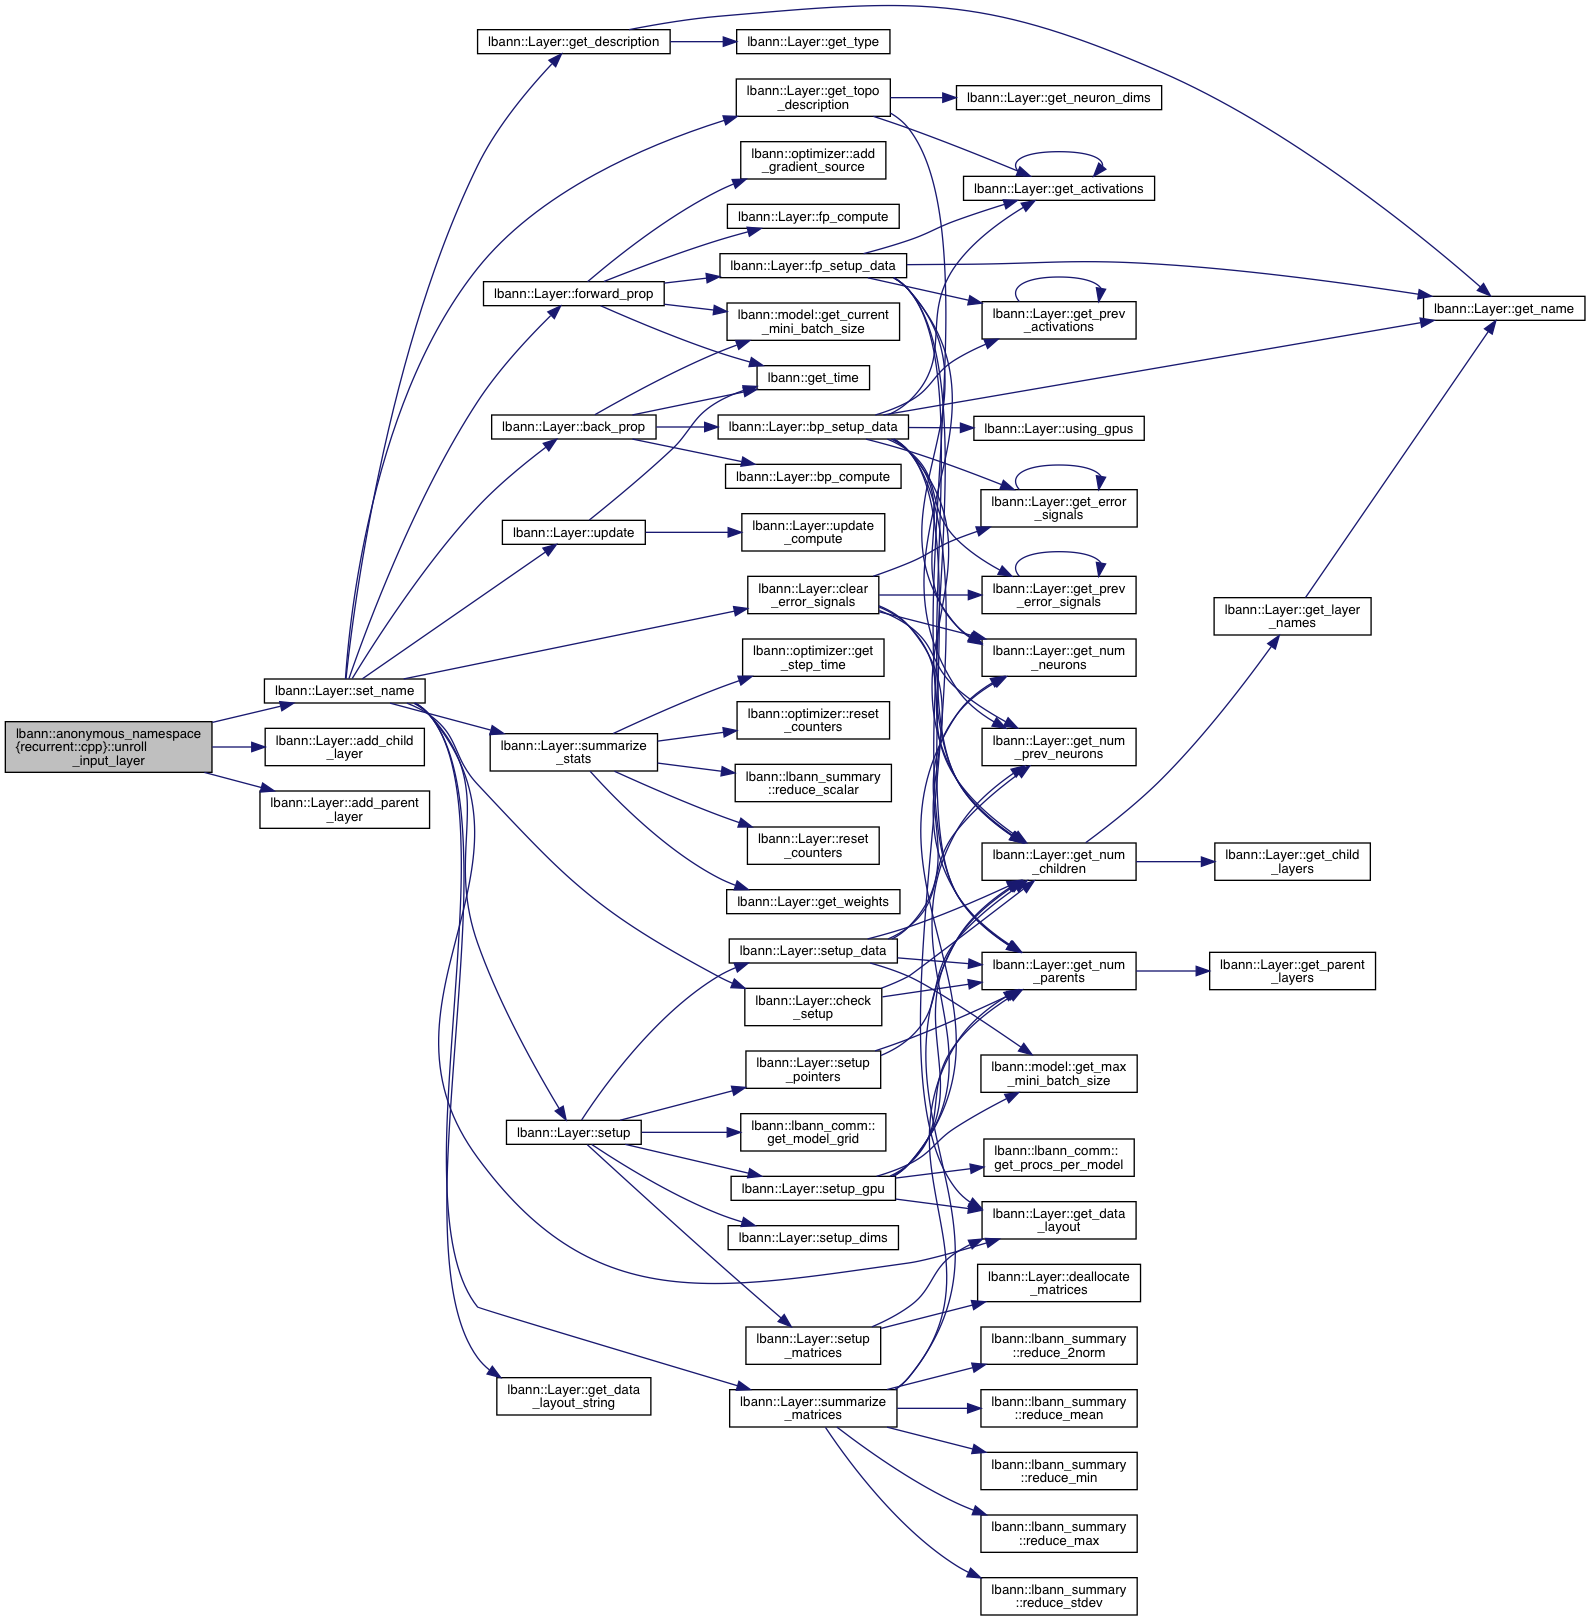 lbann::Layer::get_description
lbann::Layer::get_type
lbann::Layer::get_topo
_description
lbann::Layer::get_neuron_dims
lbann::optimizer::add
_gradient_source
lbann::Layer::get_activations
lbann::Layer::fp_compute
lbann::Layer::fp_setup_data
lbann::Layer::forward_prop
lbann::model::get_current
_mini_batch_size
lbann::Layer::get_prev
_activations
lbann::Layer::get_name
lbann::get_time
lbann::Layer::back_prop
lbann::Layer::bp_setup_data
lbann::Layer::using_gpus
lbann::Layer::bp_compute
lbann::Layer::get_error
_signals
lbann::Layer::update
lbann::Layer::update
_compute
lbann::Layer::clear
_error_signals
lbann::Layer::get_prev
_error_signals
lbann::Layer::get_layer
_names
lbann::optimizer::get
_step_time
lbann::Layer::get_num
_neurons
lbann::Layer::set_name
lbann::anonymous_namespace
{recurrent::cpp}::unroll
_input_layer
lbann::Layer::add_child
_layer
lbann::Layer::add_parent
_layer
lbann::Layer::summarize
_stats
lbann::optimizer::reset
_counters
lbann::Layer::get_num
_prev_neurons
lbann::lbann_summary
::reduce_scalar
lbann::Layer::reset
_counters
lbann::Layer::get_num
_children
lbann::Layer::get_child
_layers
lbann::Layer::get_weights
lbann::Layer::setup_data
lbann::Layer::get_num
_parents
lbann::Layer::get_parent
_layers
lbann::Layer::check
_setup
lbann::Layer::setup
_pointers
lbann::model::get_max
_mini_batch_size
lbann::Layer::setup
lbann::lbann_comm::
get_model_grid
lbann::lbann_comm::
get_procs_per_model
lbann::Layer::setup_gpu
lbann::Layer::get_data
_layout
lbann::Layer::setup_dims
lbann::Layer::deallocate
_matrices
lbann::Layer::setup
_matrices
lbann::lbann_summary
::reduce_2norm
lbann::Layer::get_data
_layout_string
lbann::Layer::summarize
_matrices
lbann::lbann_summary
::reduce_mean
lbann::lbann_summary
::reduce_min
lbann::lbann_summary
::reduce_max
lbann::lbann_summary
::reduce_stdev